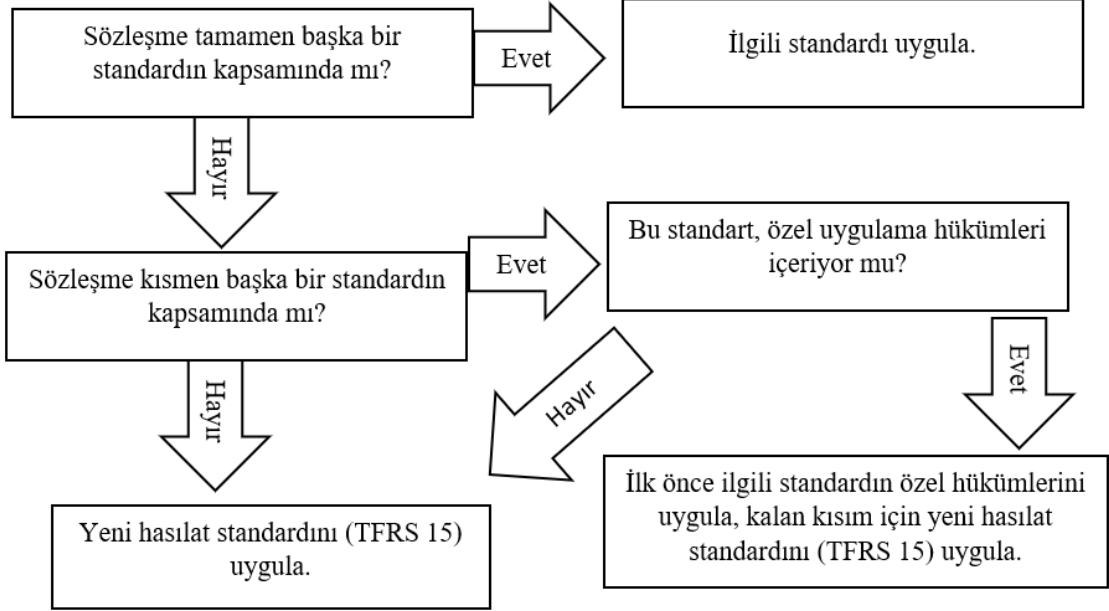 Sözleşme tamamen başka bir
standardın kapsamında mı?
Evet
İlgili standardı uygula.
Hayır
Sözleşme kısmen başka bir standardın
kapsamında mı?
Evet
Bu standart, özel uygulama hükümleri
içeriyor mu?
Hayır
Hayır
Evet
Yeni hasılat standardını (TFRS 15)
uygula.
İlk önce ilgili standardın özel hükümlerini
uygula, kalan kısım için yeni hasılat
standardını (TFRS 15) uygula.